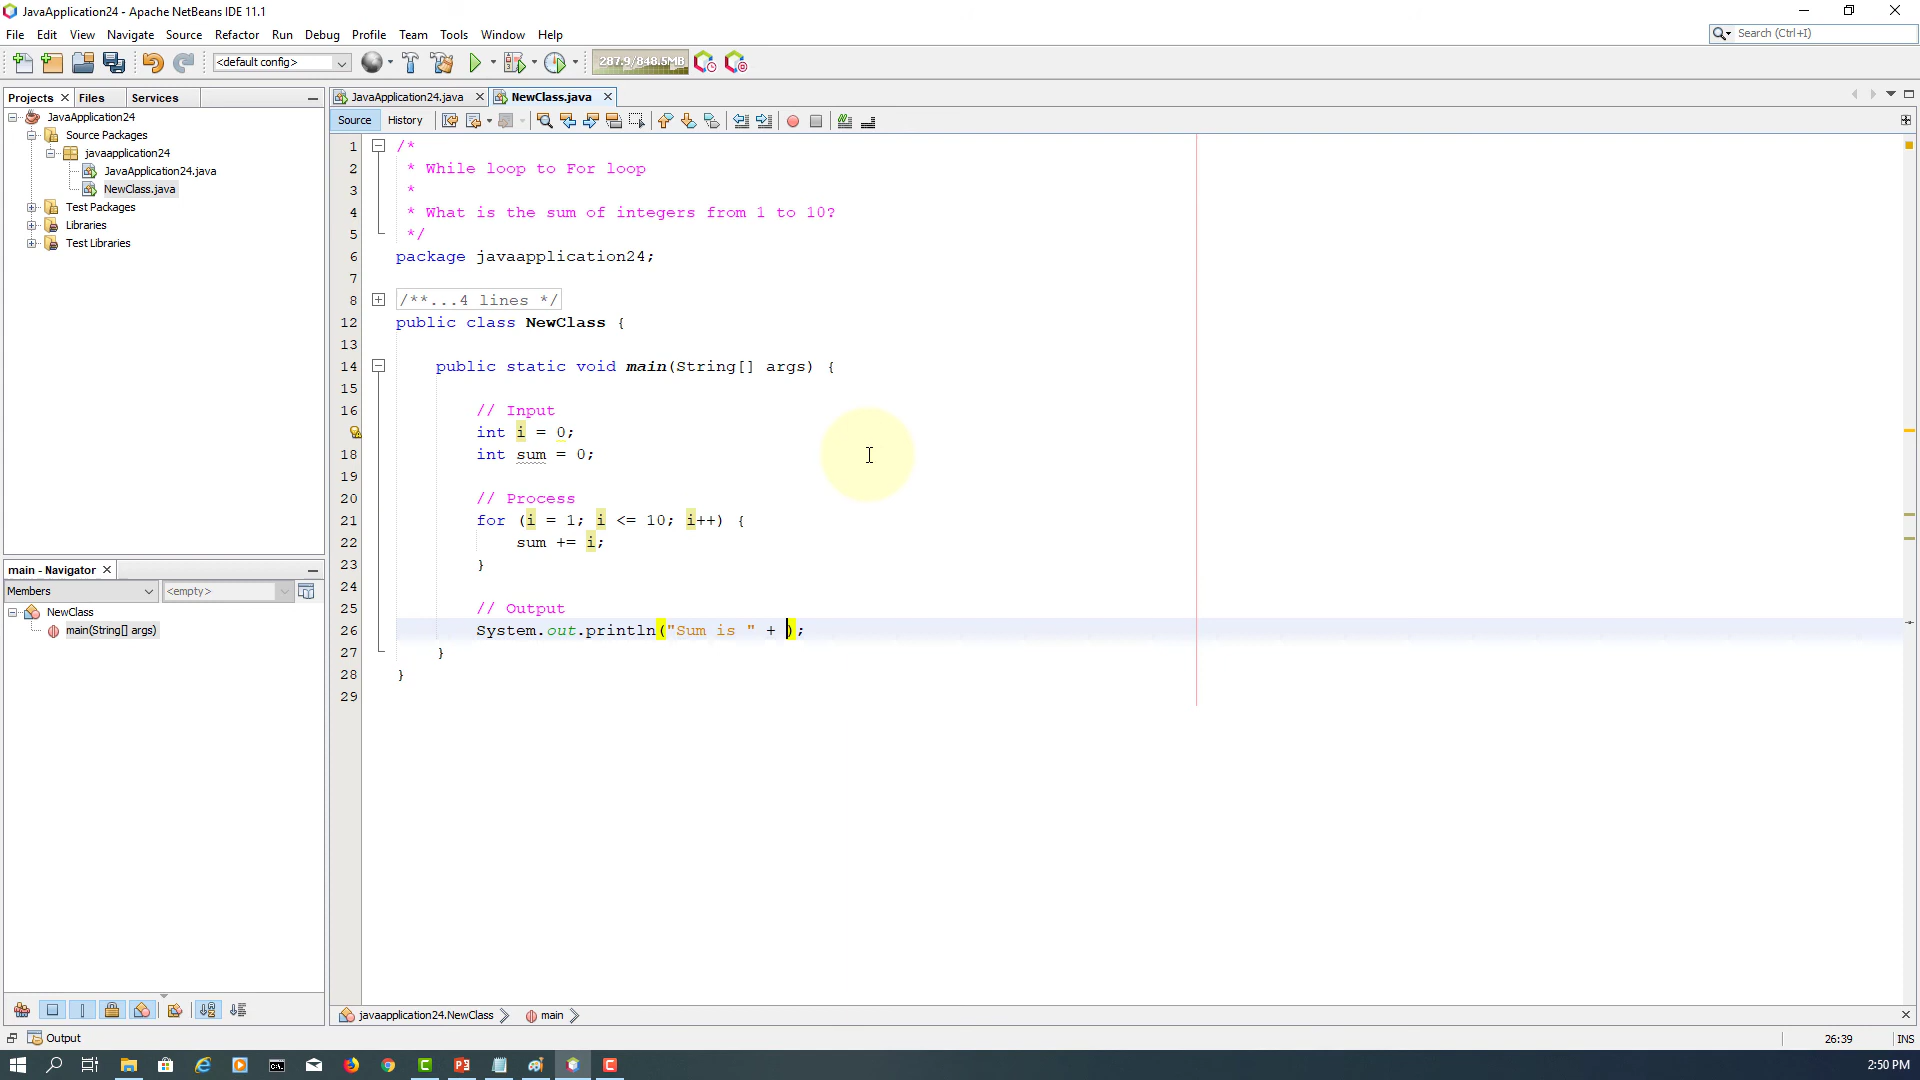 JavaApplication24 - Apache NetBeans IDE 11.1
File Edit View Navigate Source Refactor Run Debug Profile Team Tools Window Help
Search (Ctrl+I)
<default config>
287.9/848.5MB
Projects Files Services
JavaApplication24
Source Packages
javaapplication24
JavaApplication24.java
NewClass.java
Test Packages
Libraries
Test Libraries
main - Navigator
Members <empty>
NewClass
main(String[] args)
JavaApplication24.java NewClass.java
Source History
1 /*
2 * While loop to For loop
3 *
4 * What is the sum of integers from 1 to 10?
5 */
6 package javaapplication24;
7
8 /**...4 lines */
12 public class NewClass {
13
14 public static void main(String[] args) {
15
16 // Input
int i = 0;
18 int sum = 0;
19
20 // Process
21 for (i = 1; i <= 10; i++) {
22 sum += i;
23 }
24
25 // Output
26 System.out.println("Sum is " + );
27 }
28 }
29
javaapplication24.NewClass main
Output
26:39 INS
2:50 PM